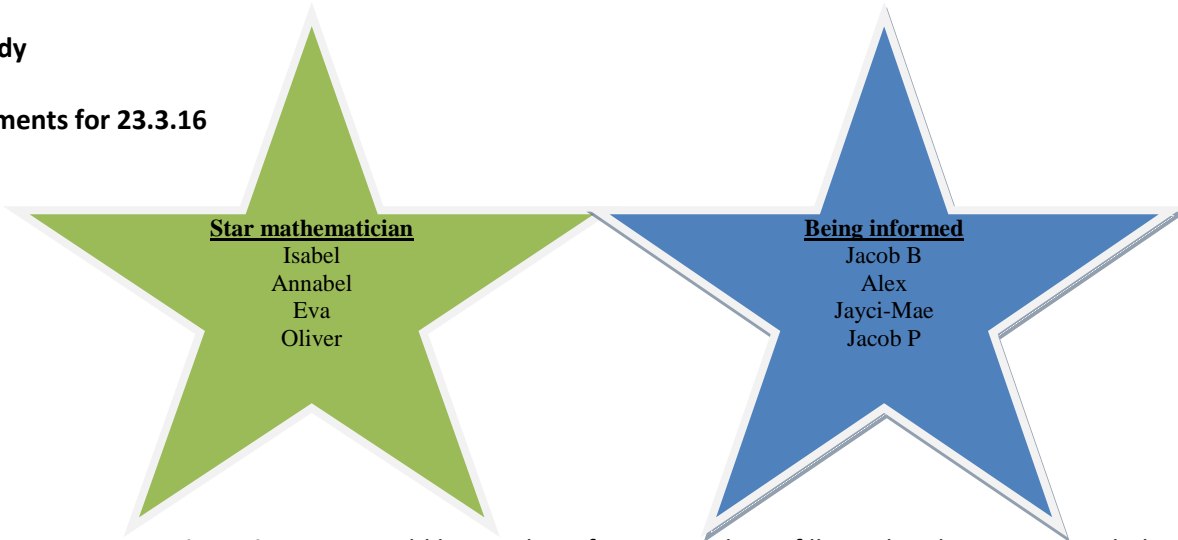 dy
ments for 23.3.16
Star mathematician
Isabel
Annabel
Eva
Oliver
Being informed
Jacob B
Alex
Jayci-Mae
Jacob P